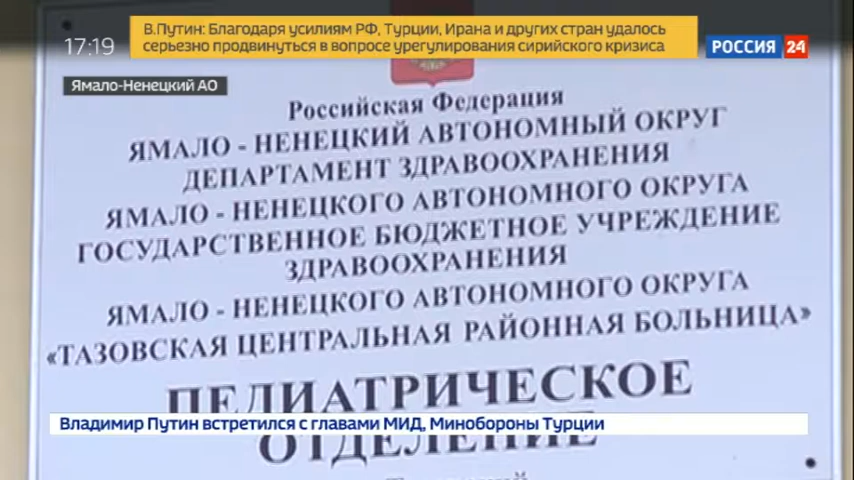 17:19
В.Путин: Благодаря усилиям РФ, Турции, Ирана и других стран удалось
серьезно продвинуться в вопросе урегулирования сирийского кризиса
РОССИЯ 24
Ямало-Ненецкий АО
Российская Федерация
ЯМАЛО - НЕНЕЦКИЙ АВТОНОМНЫЙ ОКРУГ
ДЕПАРТАМЕНТ ЗДРАВООХРАНЕНИЯ
ЯМАЛО - НЕНЕЦКОГО АВТОНОМНОГО ОКРУГА
ГОСУДАРСТВЕННОЕ БЮДЖЕТНОЕ УЧРЕЖДЕНИЕ
ЗДРАВООХРАНЕНИЯ
ЯМАЛО - НЕНЕЦКОГО АВТОНОМНОГО ОКРУГА
«ТАЗОВСКАЯ ЦЕНТРАЛЬНАЯ РАЙОННАЯ БОЛЬНИЦА»
ПЕДИАТРИЧЕСКОЕ
Владимир Путин встретился с главами МИД, Минобороны Турции
ОТДЕЛЕНИЕ